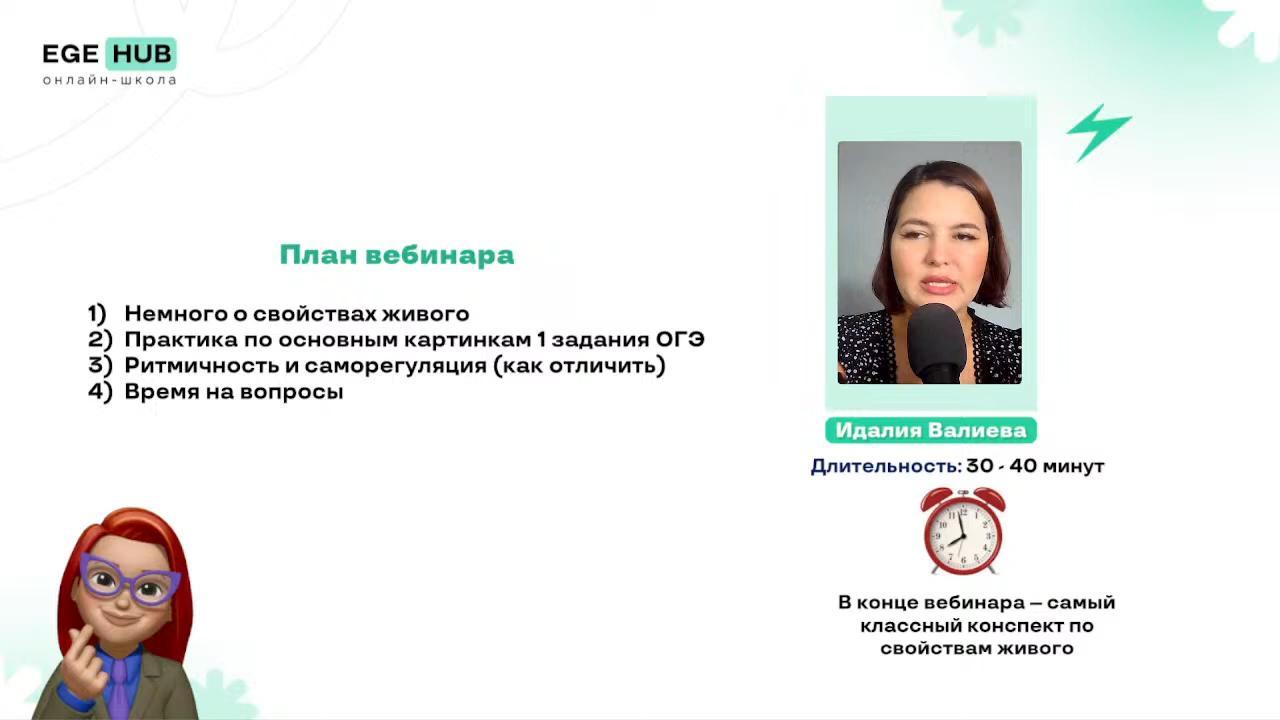 EGE HUB
онлайн-школа
План вебинара
1) Немного о свойствах живого
2) Практика по основным картинкам 1 задания ОГЭ
3) Ритмичность и саморегуляция (как отличить)
4) Время на вопросы
Идалия Валиева
Длительность: 30 - 40 минут
В конце вебинара – самый
классный конспект по
свойствам живого